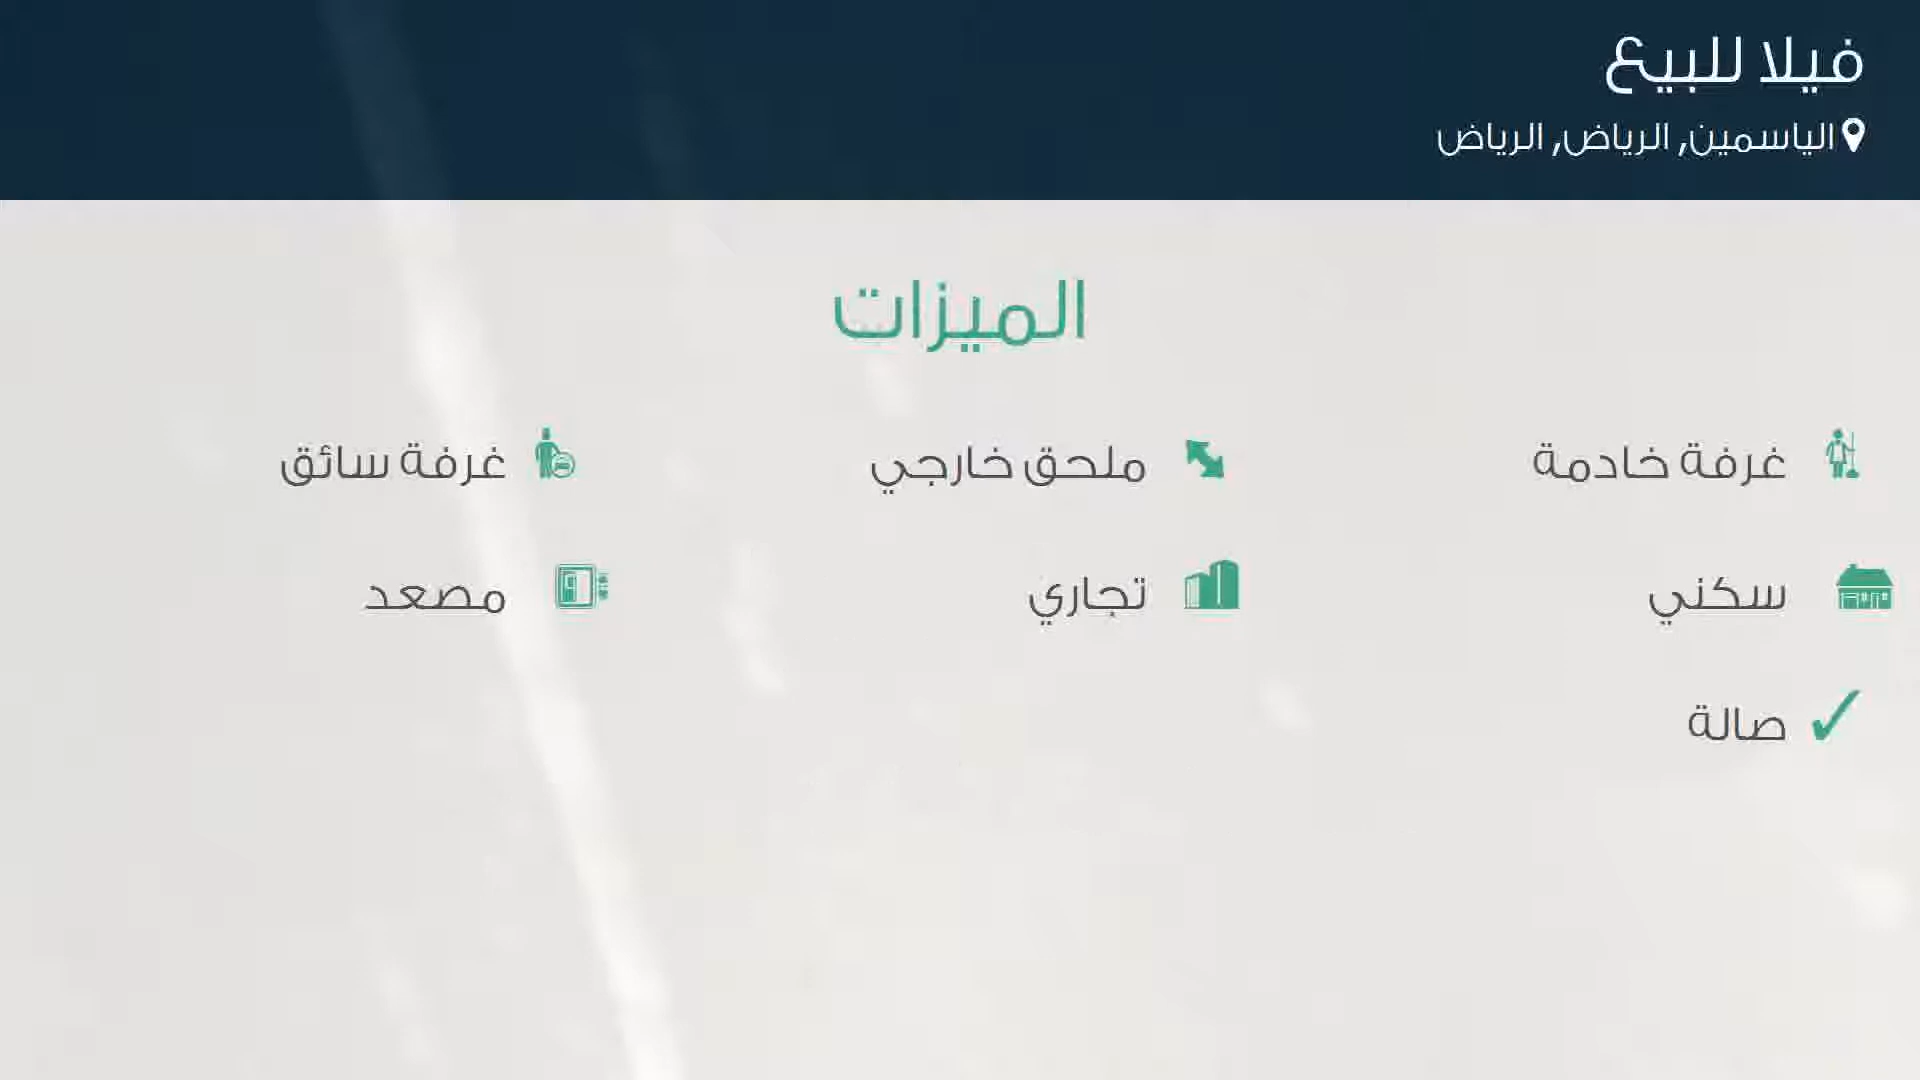 فيلا للبيع
الياسمين, الرياض, الرياض
الميزات
غرفة خادمة
ملحق خارجي
غرفة سائق
سكني
تجاري
مصعد
صالة